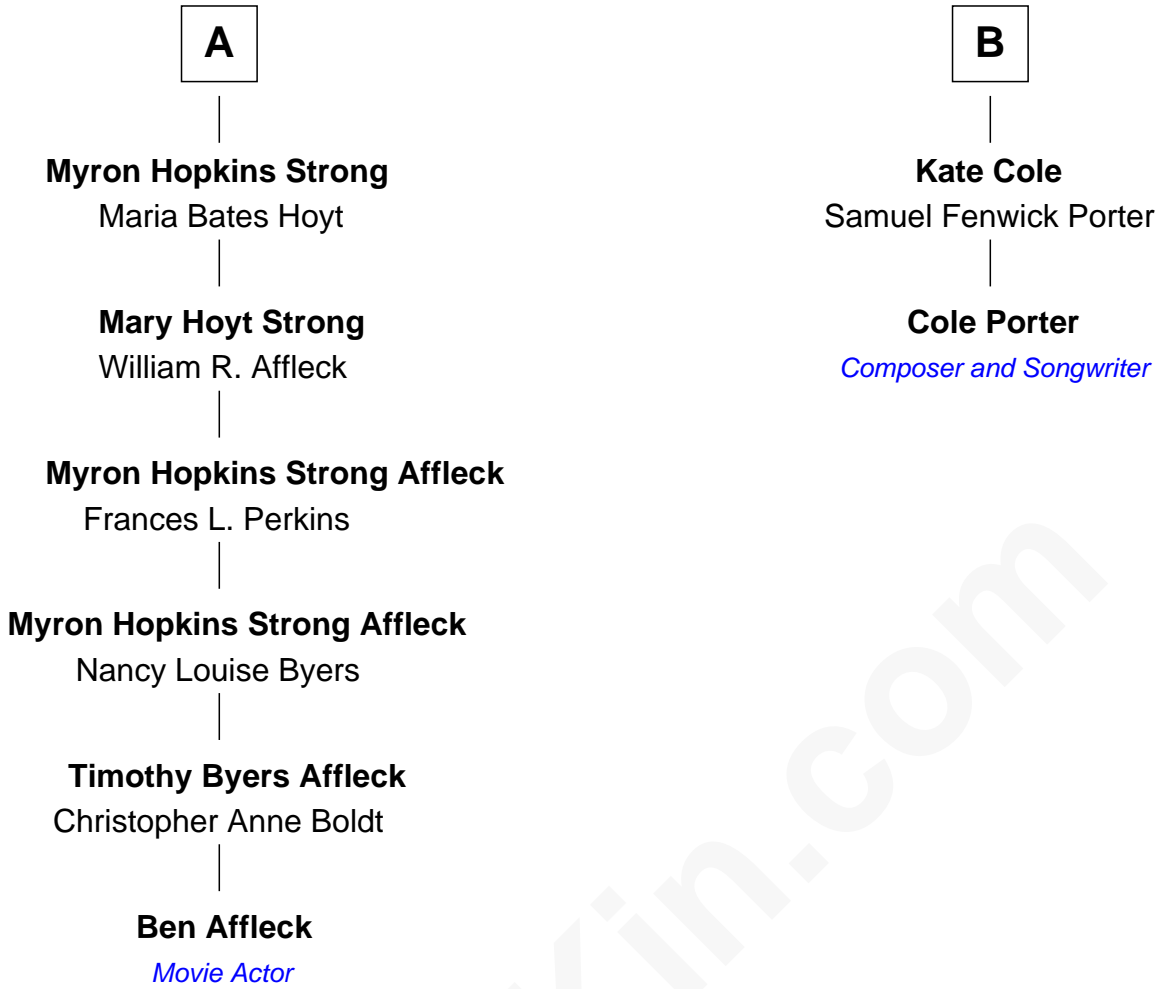 A
Myron Hopkins Strong
Maria Bates Hoyt
Mary Hoyt Strong
William R. Affleck
Myron Hopkins Strong Affleck
Frances L. Perkins
Myron Hopkins Strong Affleck
Nancy Louise Byers
Timothy Byers Affleck
Christopher Anne Boldt
Ben Affleck
Movie Actor
B
Kate Cole
Samuel Fenwick Porter
Cole Porter
Composer and Songwriter